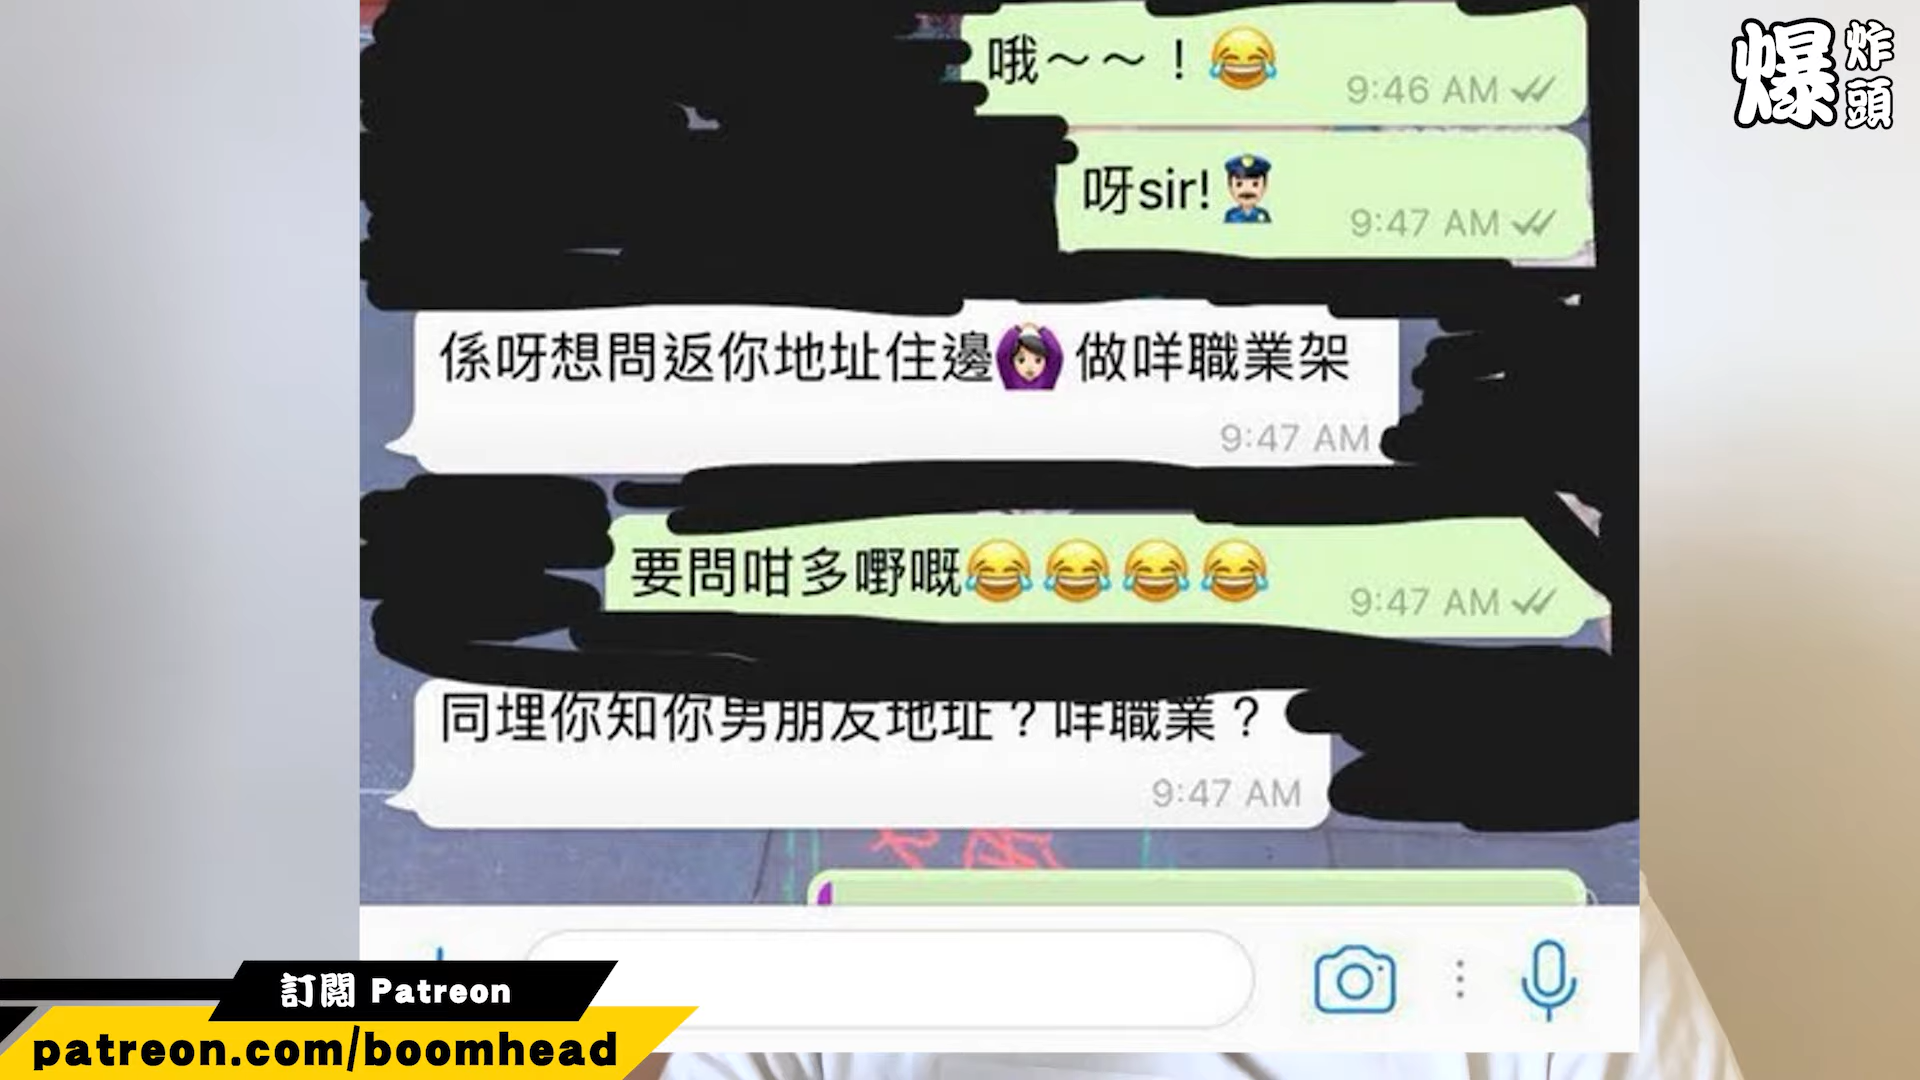 爆
炸
頭
哦～～！😂
9:46 AM
呀sir!👮
9:47 AM
係呀想問返你地址住邊🙆做咩職業架
9:47 AM
要問咁多嘢嘅😂😂😂😂
9:47 AM
同埋你知你男朋友地址？咩職業？
9:47 AM
訂閲 Patreon
patreon.com/boomhead